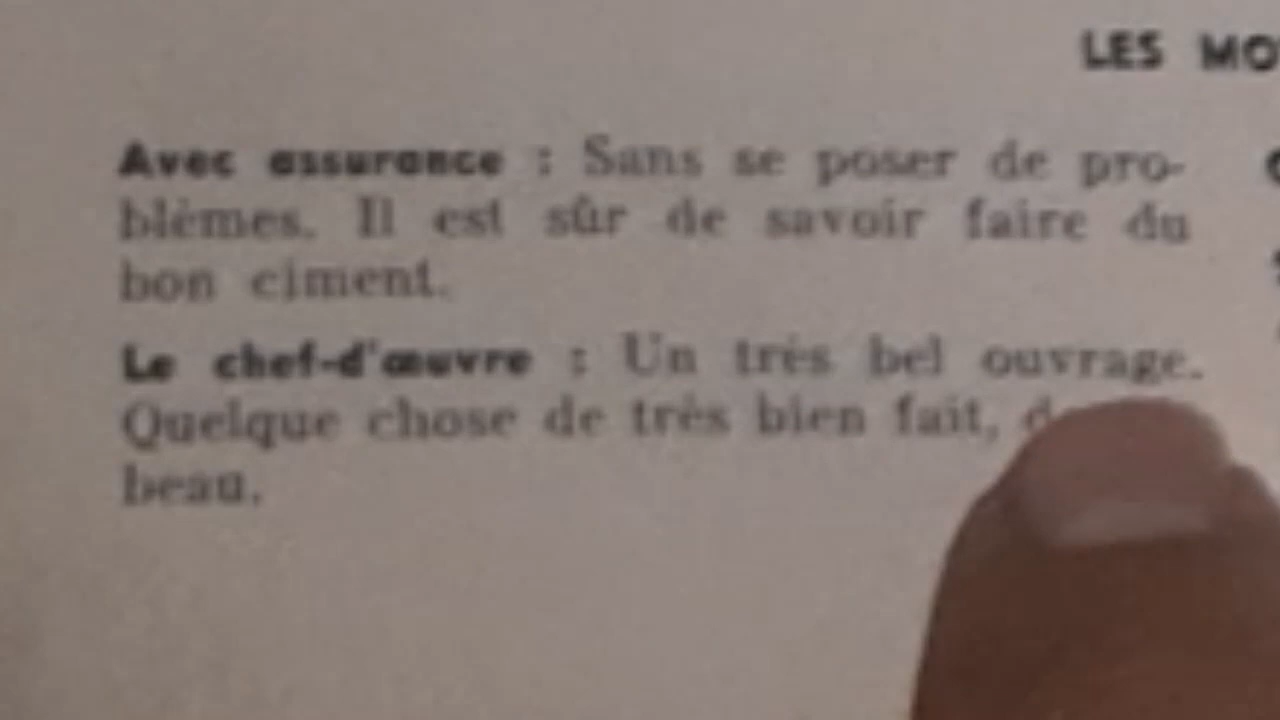 LES
Avec assurance : Sans se poser de pro-
blèmes. Il est sûr de savoir faire du
bon ciment.
Le chef-d'œuvre : Un très bel ouvrage.
Quelque chose de très bien fait,
beau.